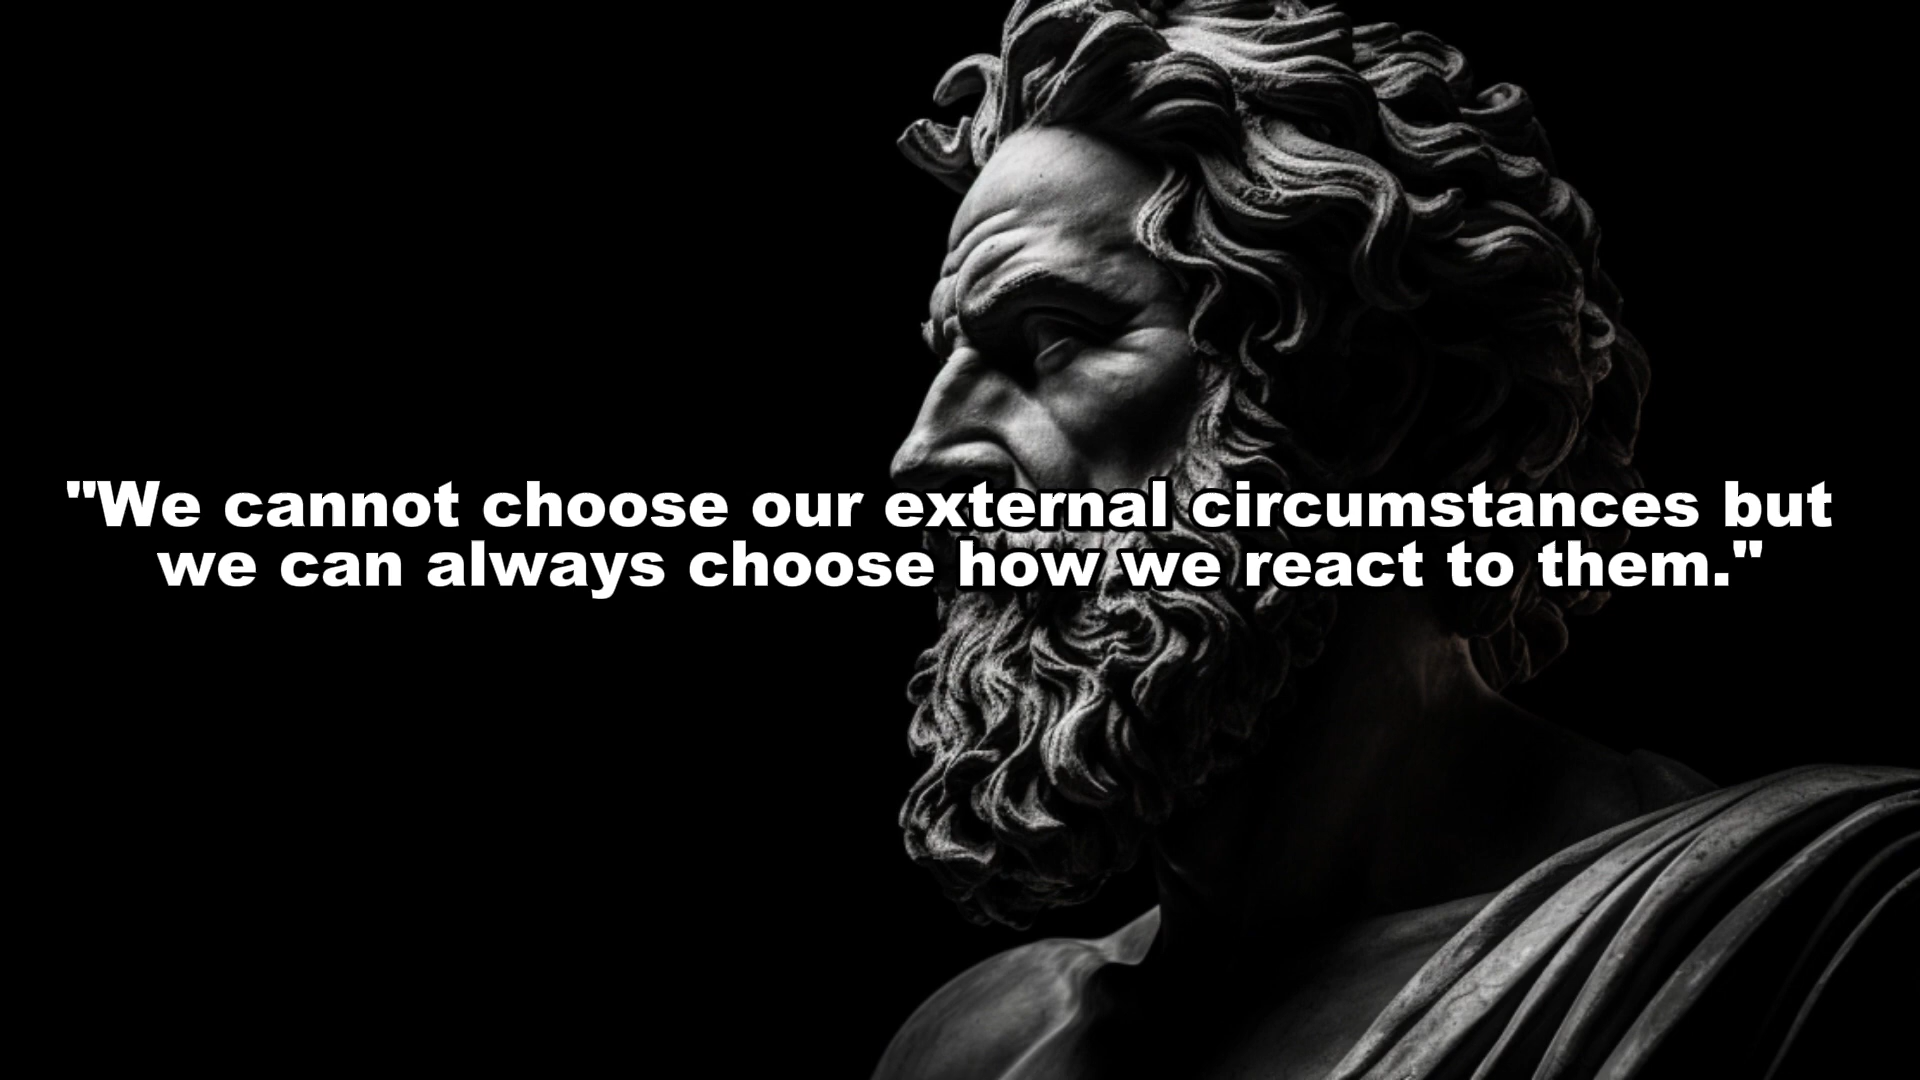 "We cannot choose our external circumstances but
we can always choose how we react to them."